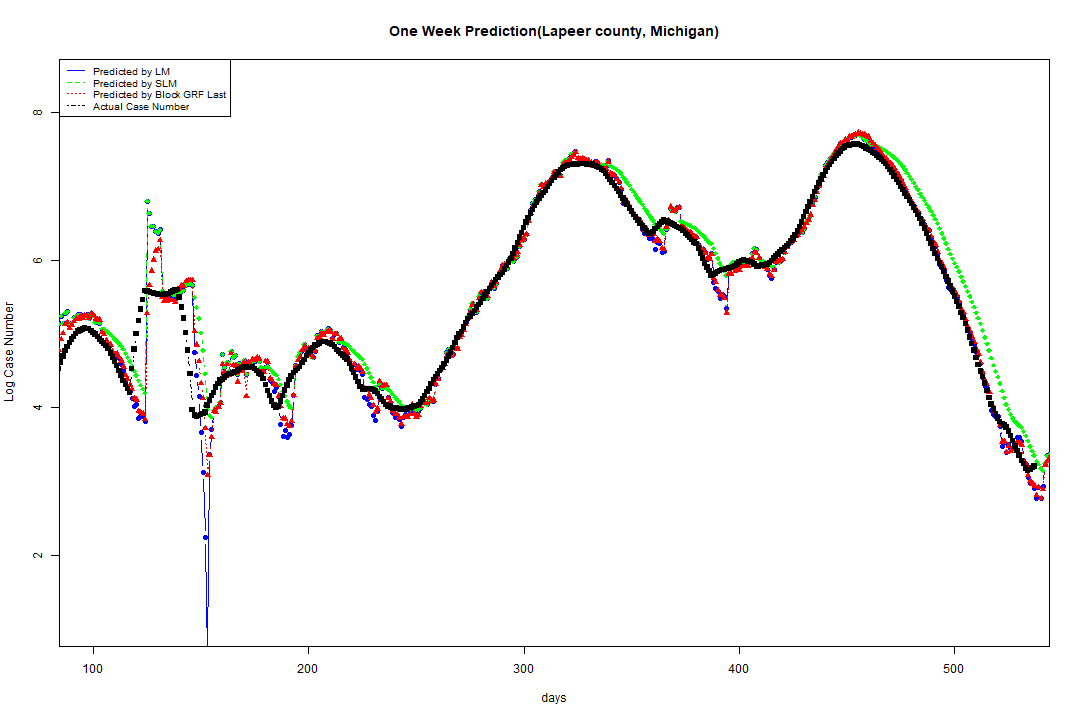 One Week Prediction(Lapeer county, Michigan)
Predicted by LM
Predicted by SLM
Predicted by Block GRF Last
Actual Case Number
8
6
4
2
Log Case Number
100 200 300 400 500
days